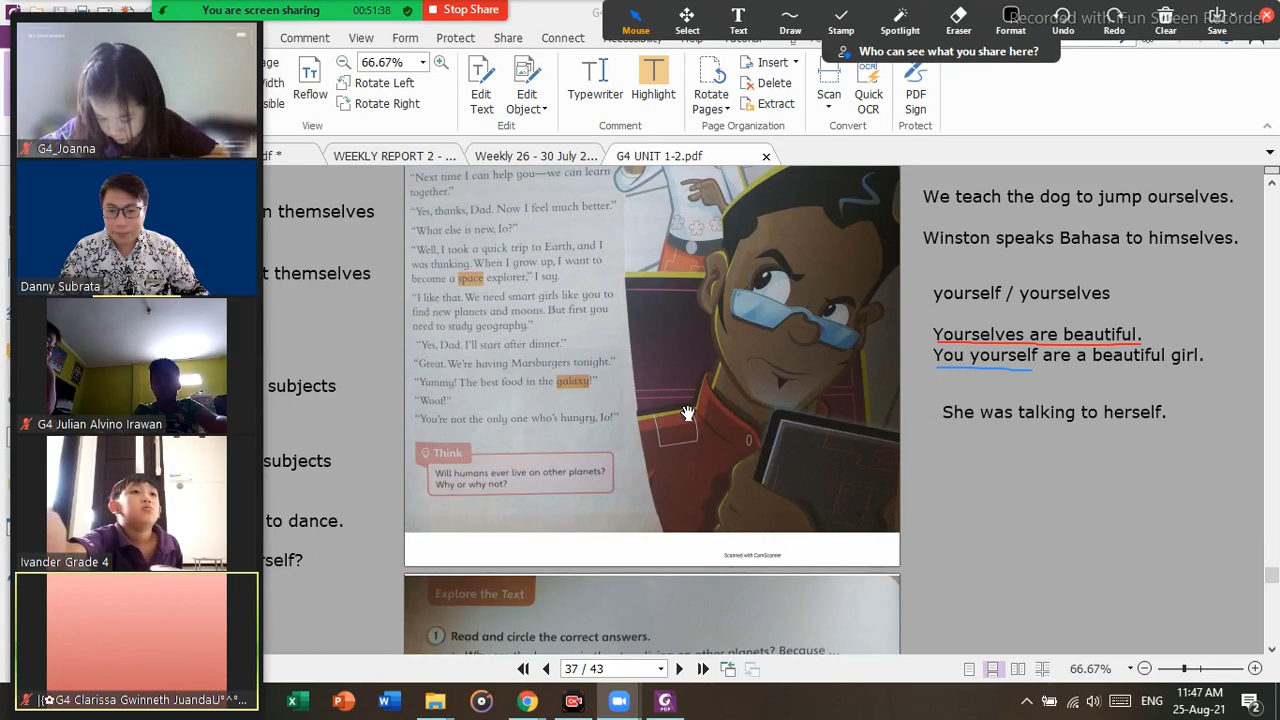 You are screen sharing
00:51:38
Stop Share
Mouse
Select
Text
Draw
Stamp
Spotlight
Eraser
Format
Undo
Redo
Clear
Save
Recorded with iFun Screen Recorder
Who can see what you share here?
Comment
View
Form
Protect
Share
Connect
Accessibility
Help
66.67%
Reflow
Rotate Left
Rotate Right
View
Edit
Text
Edit
Object
Edit
Typewriter
Highlight
Comment
Rotate
Pages
Insert
Delete
Extract
Page Organization
Scan
Quick
OCR
Convert
PDF
Sign
Protect
WEEKLY REPORT 2 - ...
Weekly 26 - 30 July 2...
G4 UNIT 1-2.pdf
G4_Joanna
Danny Subrata
G4 Julian Alvino Irawan
Ivander Grade 4
G4 Clarissa Gwinneth Juanda
themselves
themselves
subjects
subjects
to dance.
"Next time I can help you—we can learn
together."
"Yes, thanks, Dad. Now I feel much better."
"What else is new, Io?"
"Well, I took a quick trip to Earth, and I
was thinking. When I grow up, I want to
become a space explorer," I say.
"I like that. We need smart girls like you to
find new planets and moons. But first you
need to study geography."
"Yes, Dad. I'll start after dinner."
"Great. We're having Marsburgers tonight."
"Yummy! The best food in the galaxy!"
"Woof!"
"You're not the only one who's hungry, Io!"
Think
Will humans ever live on other planets?
Why or why not?
Scanned with CamScanner
Explore the Text
1 Read and circle the correct answers.
We teach the dog to jump ourselves.
Winston speaks Bahasa to himselves.
yourself / yourselves
Yourselves are beautiful.
You yourself are a beautiful girl.
She was talking to herself.
37 / 43
66.67%
ENG
11:47 AM
25-Aug-21